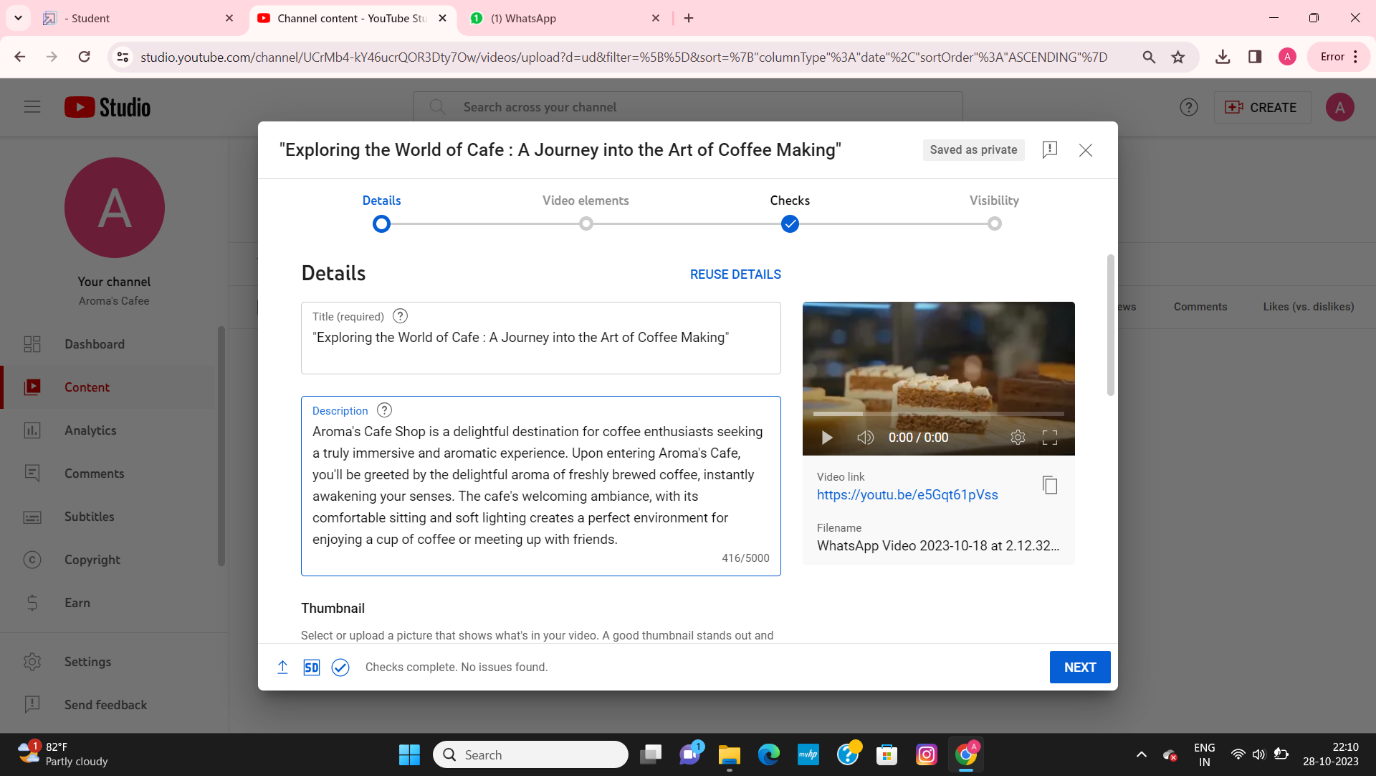 - Student
Channel content - YouTube Stu
(1) WhatsApp
studio.youtube.com/channel/UCrMb4-kY46ucrQOR3Dty7Ow/videos/upload?d=ud&filter=%5B%5D&sort=%7B"columnType"%3A"date"%2C"sortOrder"%3A"ASCENDING"%7D
A
Error
Studio
Search across your channel
CREATE
A
"Exploring the World of Cafe : A Journey into the Art of Coffee Making"
Saved as private
Details
Video elements
Checks
Visibility
A
Your channel
Aroma's Cafee
Dashboard
Content
Analytics
Comments
Subtitles
Copyright
Earn
Settings
Send feedback
Details
REUSE DETAILS
Title (required)
"Exploring the World of Cafe : A Journey into the Art of Coffee Making"
Description
Aroma's Cafe Shop is a delightful destination for coffee enthusiasts seeking
a truly immersive and aromatic experience. Upon entering Aroma's Cafe,
you'll be greeted by the delightful aroma of freshly brewed coffee, instantly
awakening your senses. The cafe's welcoming ambiance, with its
comfortable sitting and soft lighting creates a perfect environment for
enjoying a cup of coffee or meeting up with friends.
416/5000
Thumbnail
Select or upload a picture that shows what's in your video. A good thumbnail stands out and
0:00 / 0:00
Video link
https://youtu.be/e5Gqt61pVss
Filename
WhatsApp Video 2023-10-18 at 2.12.32...
ews
Comments
Likes (vs. dislikes)
SD
Checks complete. No issues found.
NEXT
1
82°F
Partly cloudy
Search
1
myhp
A
ENG
IN
22:10
28-10-2023